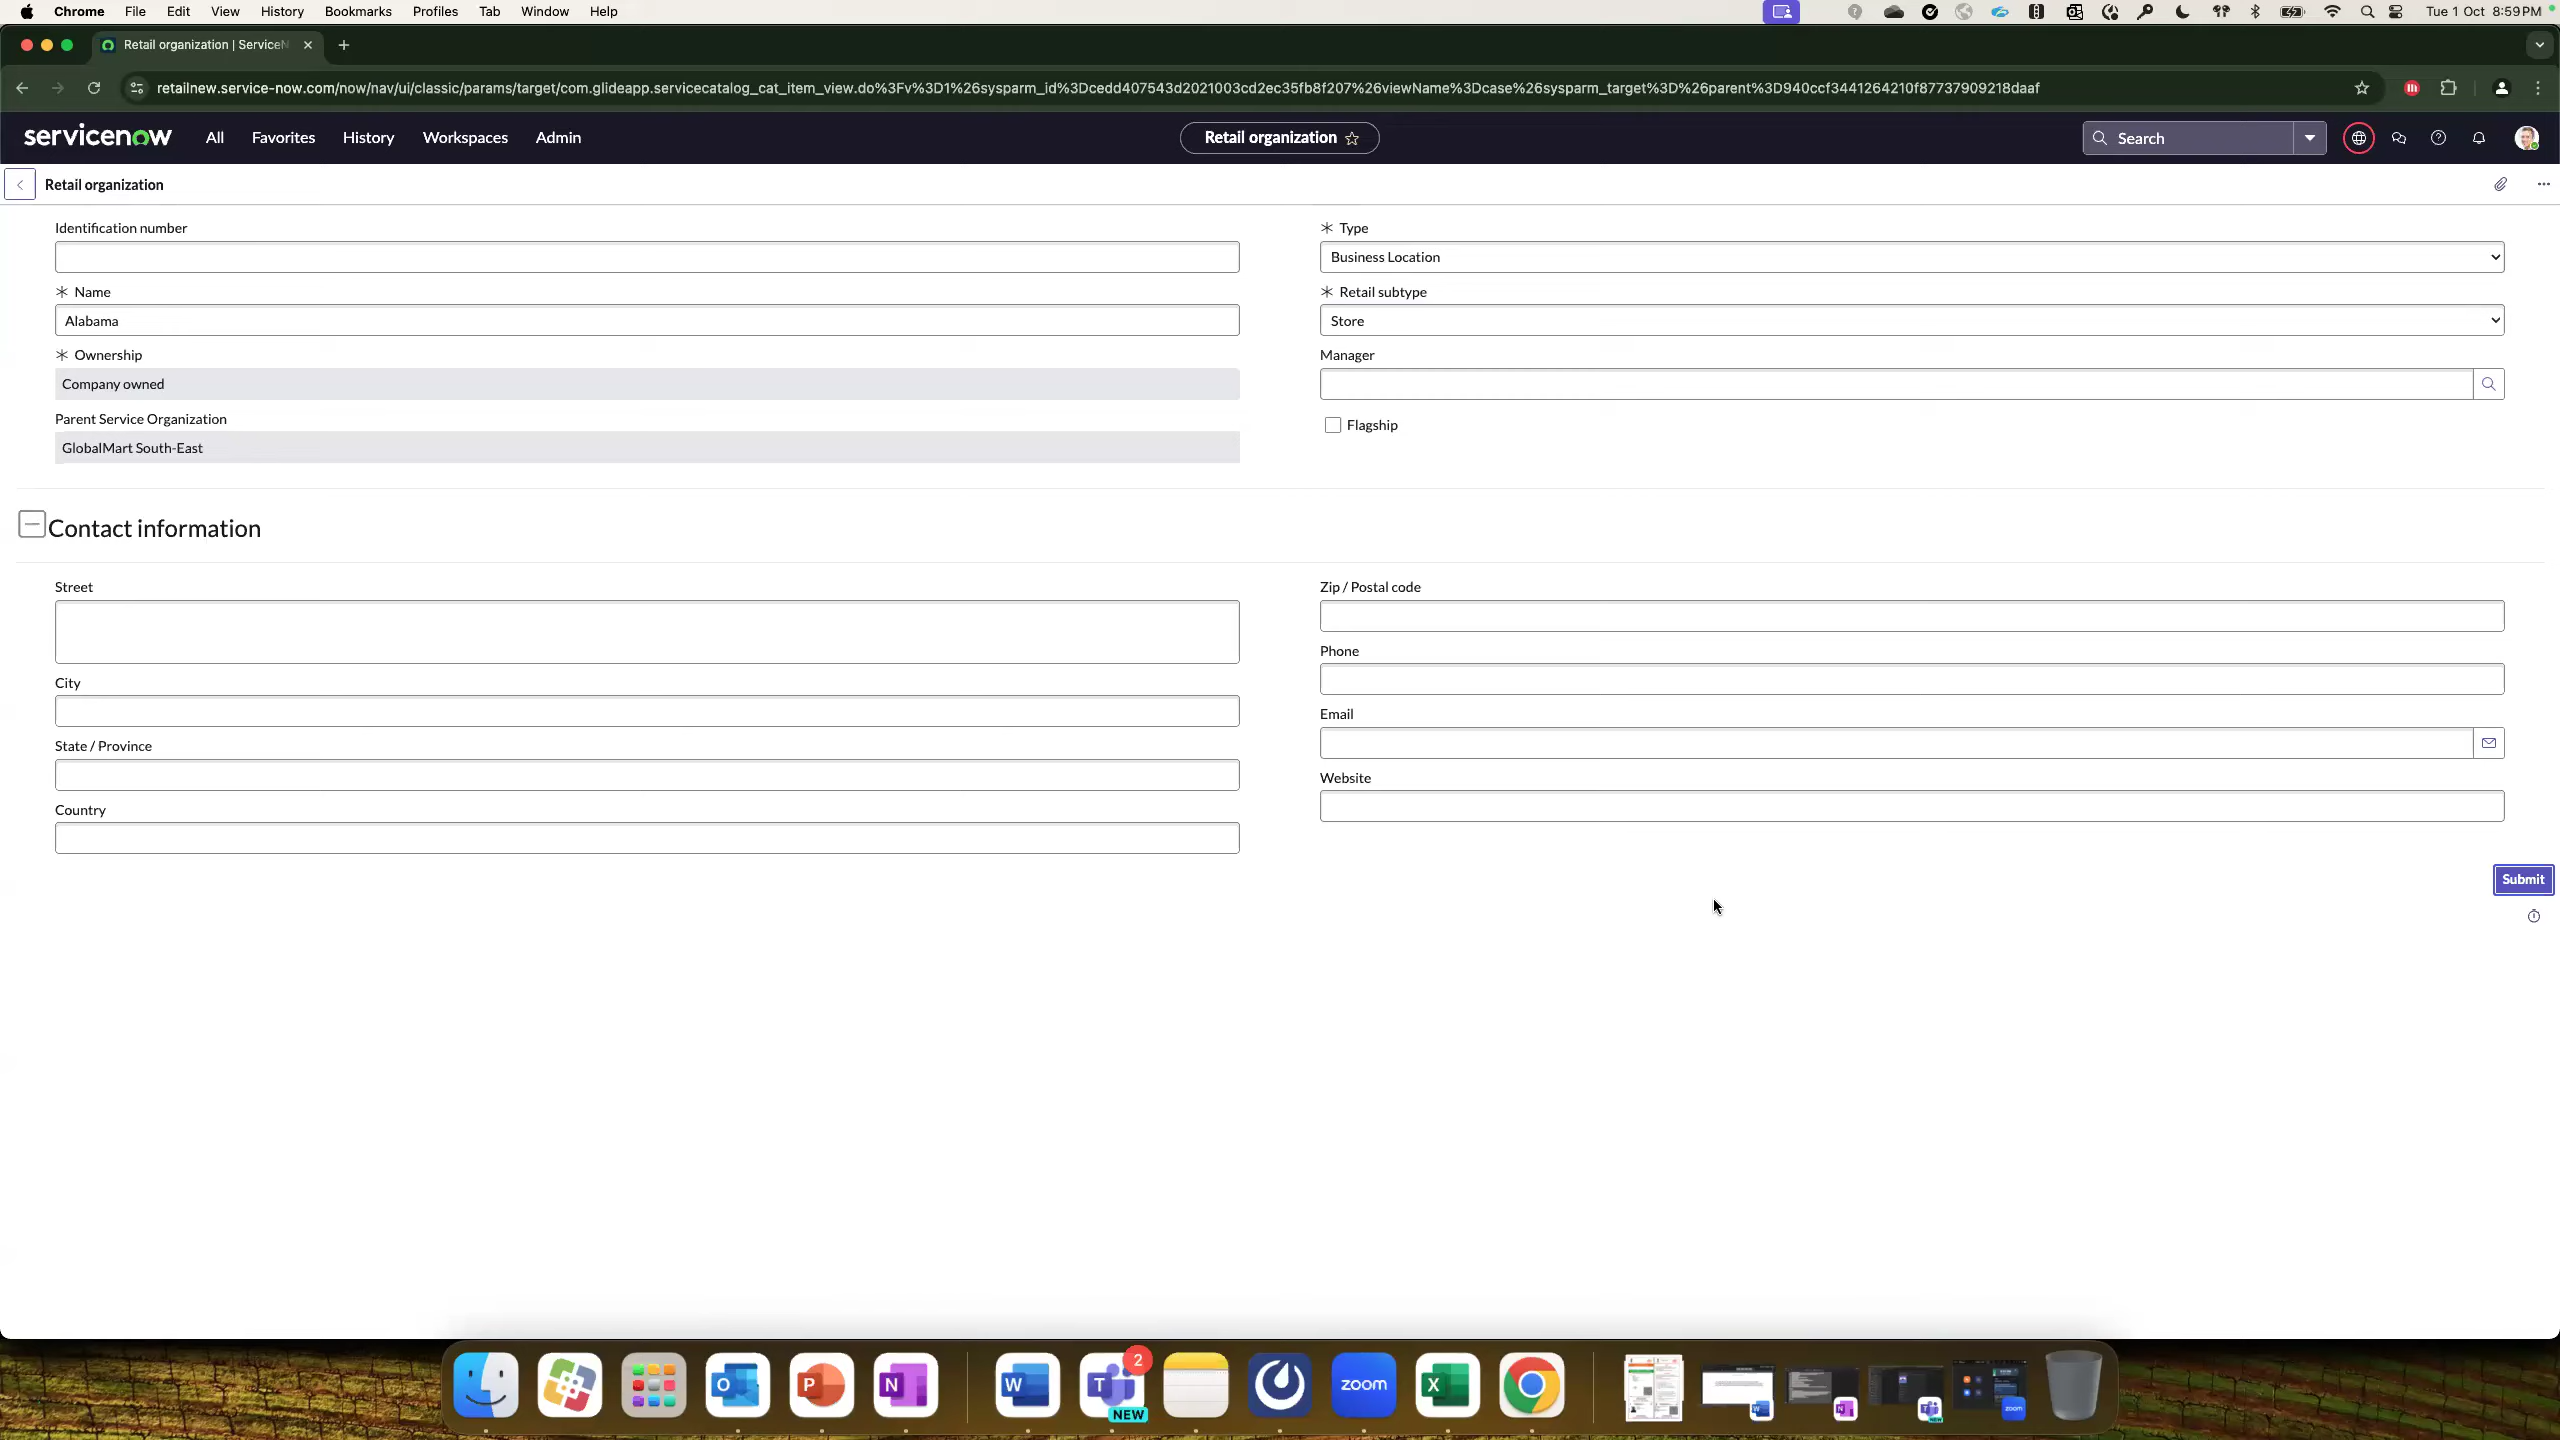 Chrome File Edit View History Bookmarks Profiles Tab Window Help Tue 1 Oct 8:59 PM
Retail organization | ServiceN
retailnew.service-now.com/now/nav/ui/classic/params/target/com.glideapp.servicecatalog_cat_item_view.do%3Fv%3D1%26sysparm_id%3Dcedd407543d2021003cd2ec35fb8f207%26viewName%3Dcase%26sysparm_target%3D%26parent%3D940ccf3441264210f87737909218daaf
servicenow All Favorites History Workspaces Admin Retail organization Search
Retail organization
Identification number
* Type
Business Location
* Name
Alabama
* Retail subtype
Store
* Ownership
Company owned
Manager
Parent Service Organization
GlobalMart South-East
Flagship
Contact information
Street
Zip / Postal code
Phone
City
Email
State / Province
Website
Country
Submit
O P N W T 2 NEW zoom X